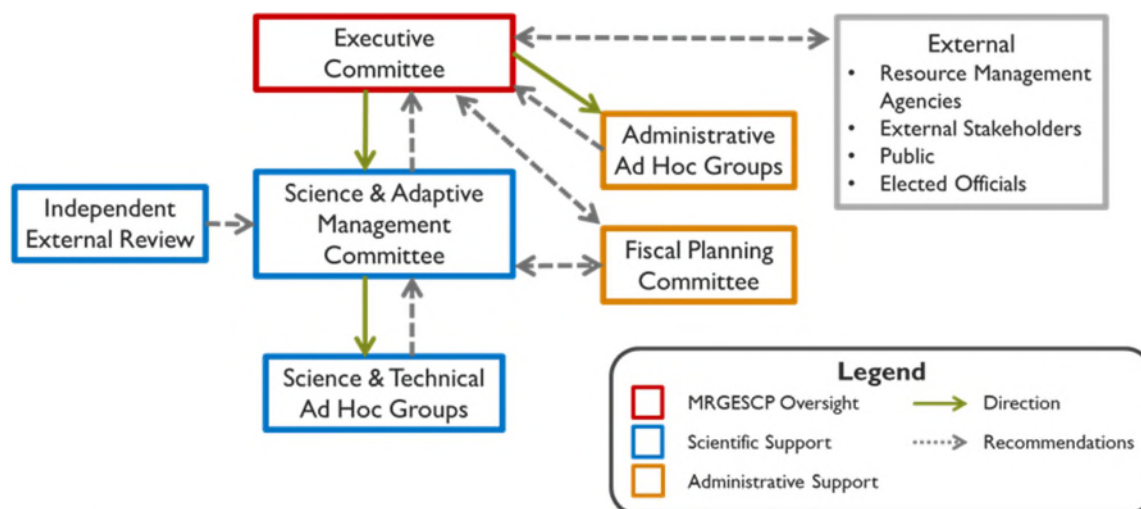 Executive
Committee
External
• Resource Management
Agencies
• External Stakeholders
• Public
• Elected Officials
Administrative
Ad Hoc Groups
Independent
External Review
Science & Adaptive
Management
Committee
Fiscal Planning
Committee
Science & Technical
Ad Hoc Groups
Legend
MRGESCP Oversight
Direction
Scientific Support
Recommendations
Administrative Support